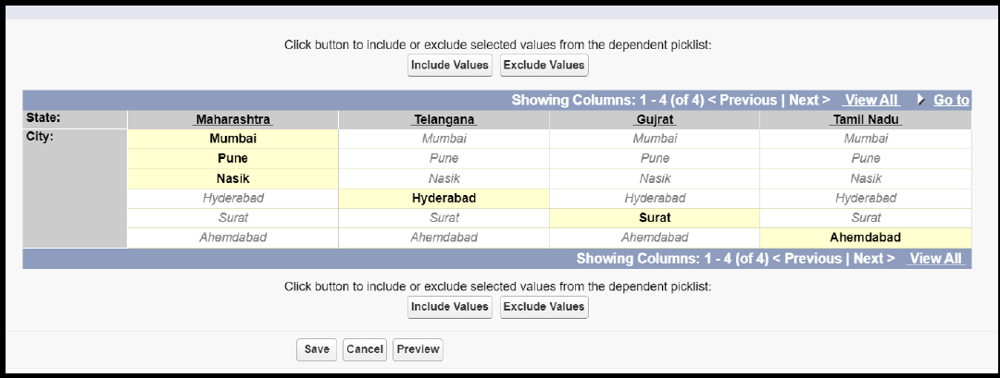 Click button to include or exclude selected values from the dependent picklist:
Include Values Exclude Values
Showing Columns: 1 - 4 (of 4) < Previous | Next > View All Go to
State: Maharashtra Telangana Gujrat Tamil Nadu
City: Mumbai Mumbai Mumbai Mumbai
Pune Pune Pune Pune
Nasik Nasik Nasik Nasik
Hyderabad Hyderabad Hyderabad Hyderabad
Surat Surat Surat Surat
Ahemdabad Ahemdabad Ahemdabad Ahemdabad
Showing Columns: 1 - 4 (of 4) < Previous | Next > View All
Click button to include or exclude selected values from the dependent picklist:
Include Values Exclude Values
Save Cancel Preview